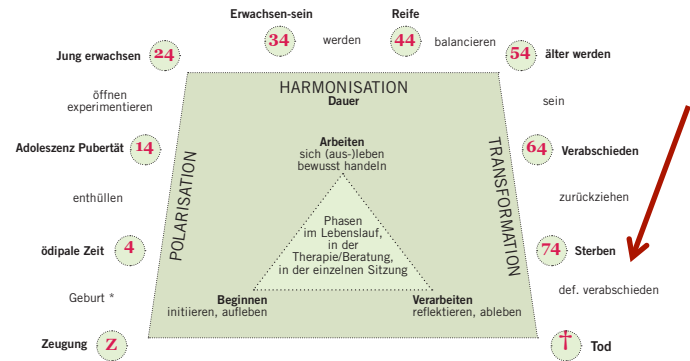 Erwachsen-sein
Reife
34
werden
44
balancieren
Jung erwachsen
24
54
älter werden
HARMONISATION
Dauer
öffnen
experimentieren
sein
Adoleszenz Pubertät
14
Arbeiten
sich (aus-)leben
bewusst handeln
64
Verabschieden
POLARISATION
TRANSFORMATION
enthüllen
zurückziehen
Phasen
im Lebenslauf,
in der
Therapie/Beratung,
in der einzelnen Sitzung
ödipale Zeit
4
74
Sterben
Geburt *
def. verabschieden
Beginnen
initiieren, aufleben
Verarbeiten
reflektieren, ableben
Zeugung
Z
†
Tod